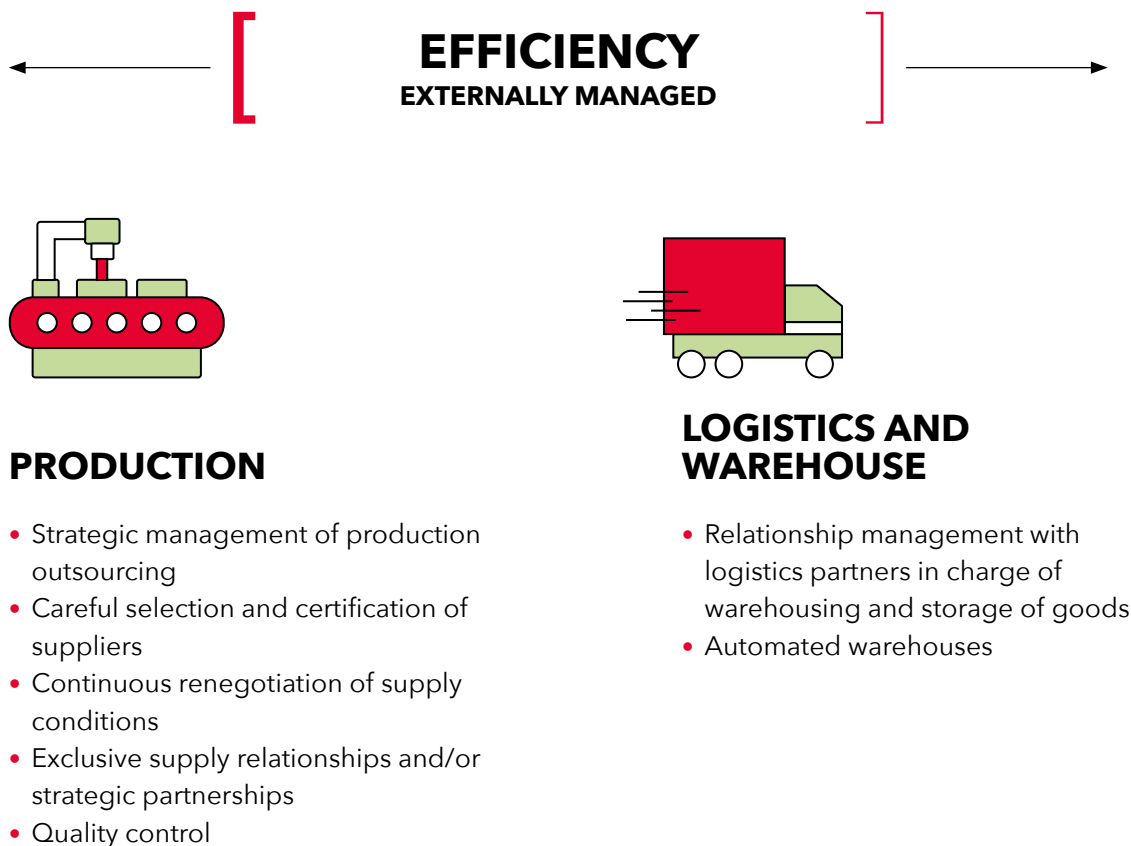 EFFICIENCY
EXTERNALLY MANAGED
PRODUCTION
• Strategic management of production
outsourcing
• Careful selection and certification of
suppliers
• Continuous renegotiation of supply
conditions
• Exclusive supply relationships and/or
strategic partnerships
• Quality control
LOGISTICS AND
WAREHOUSE
• Relationship management with
logistics partners in charge of
warehousing and storage of goods
• Automated warehouses